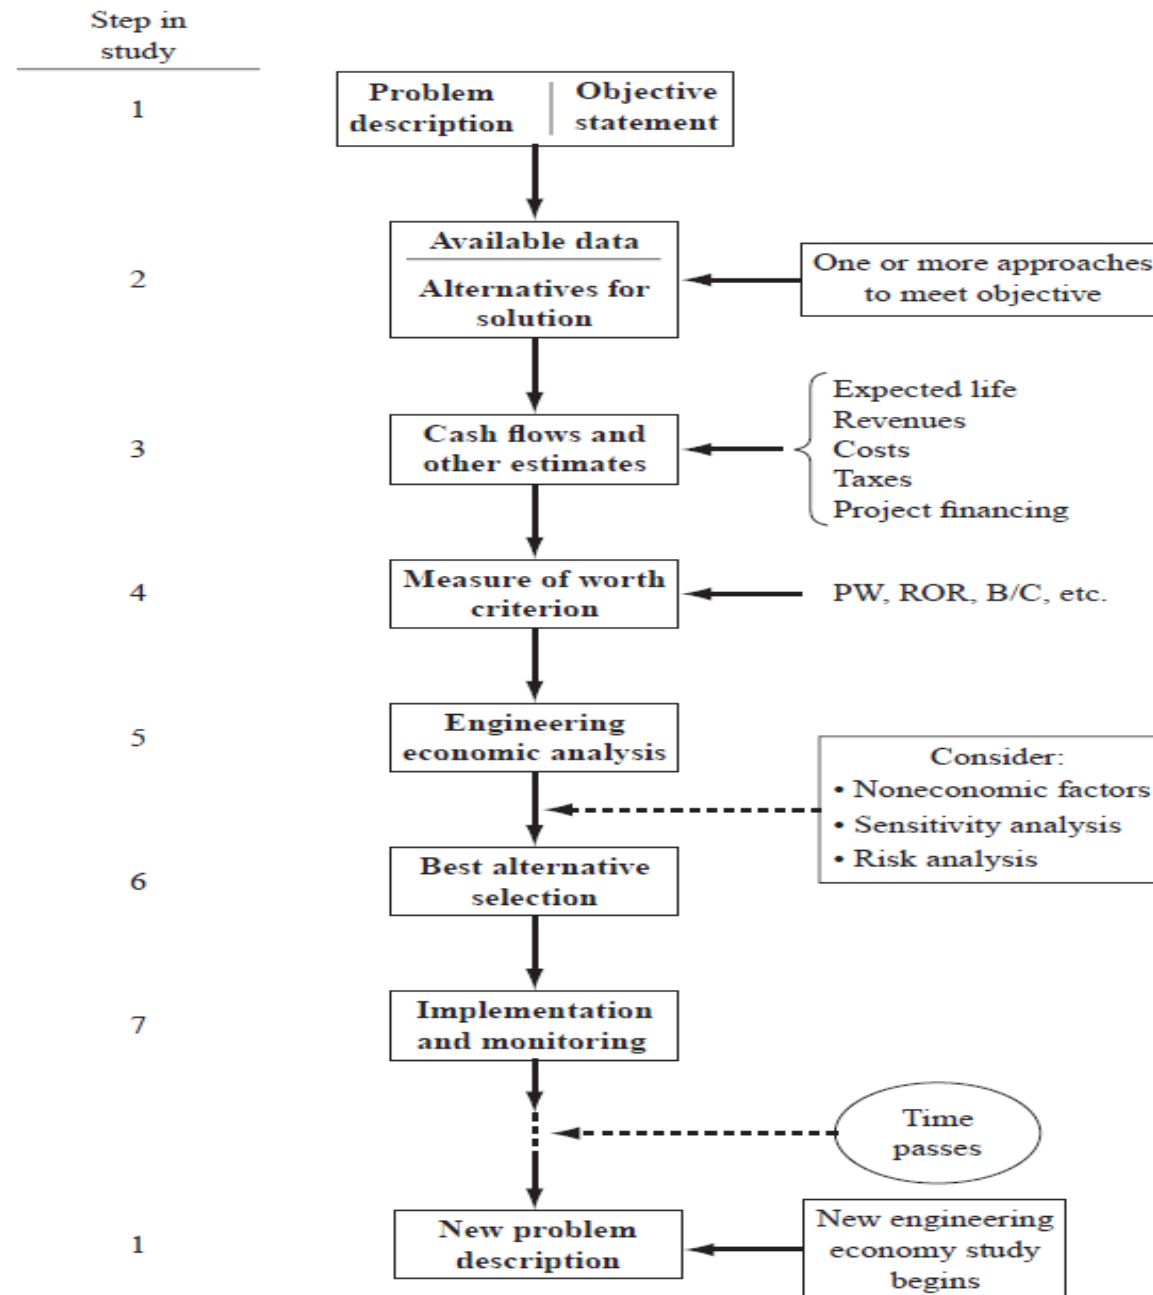 Step in
study
1
Problem
description
Objective
statement
2
Available data
Alternatives for
solution
One or more approaches
to meet objective
3
Cash flows and
other estimates
Expected life
Revenues
Costs
Taxes
Project financing
4
Measure of worth
criterion
PW, ROR, B/C, etc.
5
Engineering
economic analysis
Consider:
• Noneconomic factors
• Sensitivity analysis
• Risk analysis
6
Best alternative
selection
7
Implementation
and monitoring
Time
passes
1
New problem
description
New engineering
economy study
begins